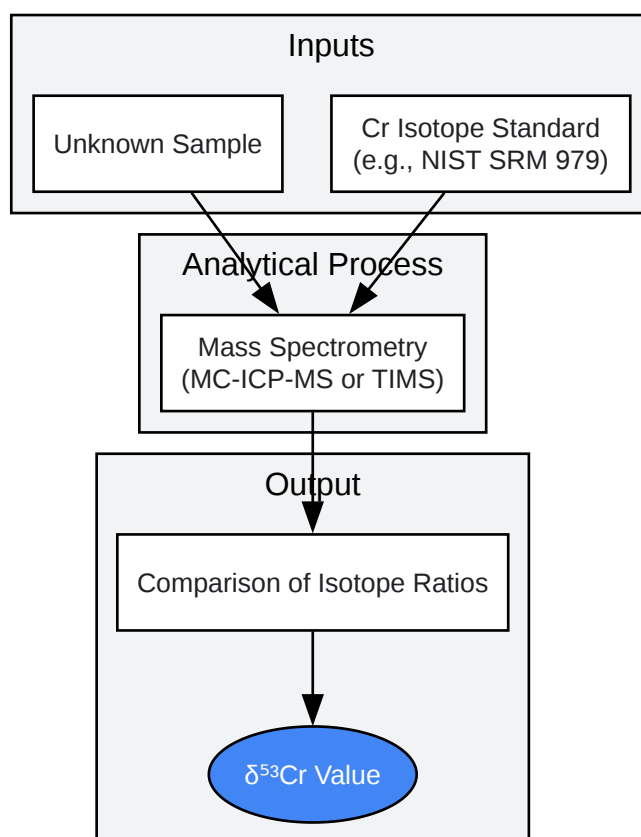 Inputs
Unknown Sample
Cr Isotope Standard
(e.g., NIST SRM 979)
Analytical Process
Mass Spectrometry
(MC-ICP-MS or TIMS)
Output
Comparison of Isotope Ratios
δ⁵³Cr Value